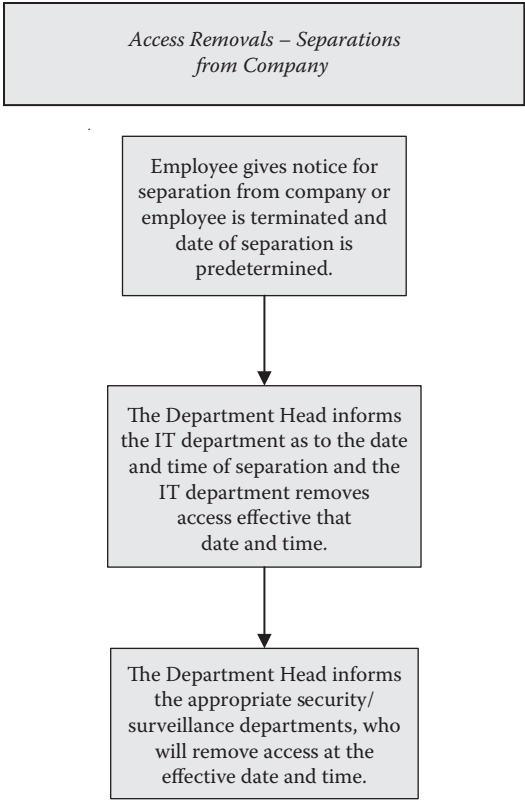 Access Removals – Separations
from Company
Employee gives notice for
separation from company or
employee is terminated and
date of separation is
predetermined.
The Department Head informs
the IT department as to the date
and time of separation and the
IT department removes
access effective that
date and time.
The Department Head informs
the appropriate security/
surveillance departments, who
will remove access at the
effective date and time.